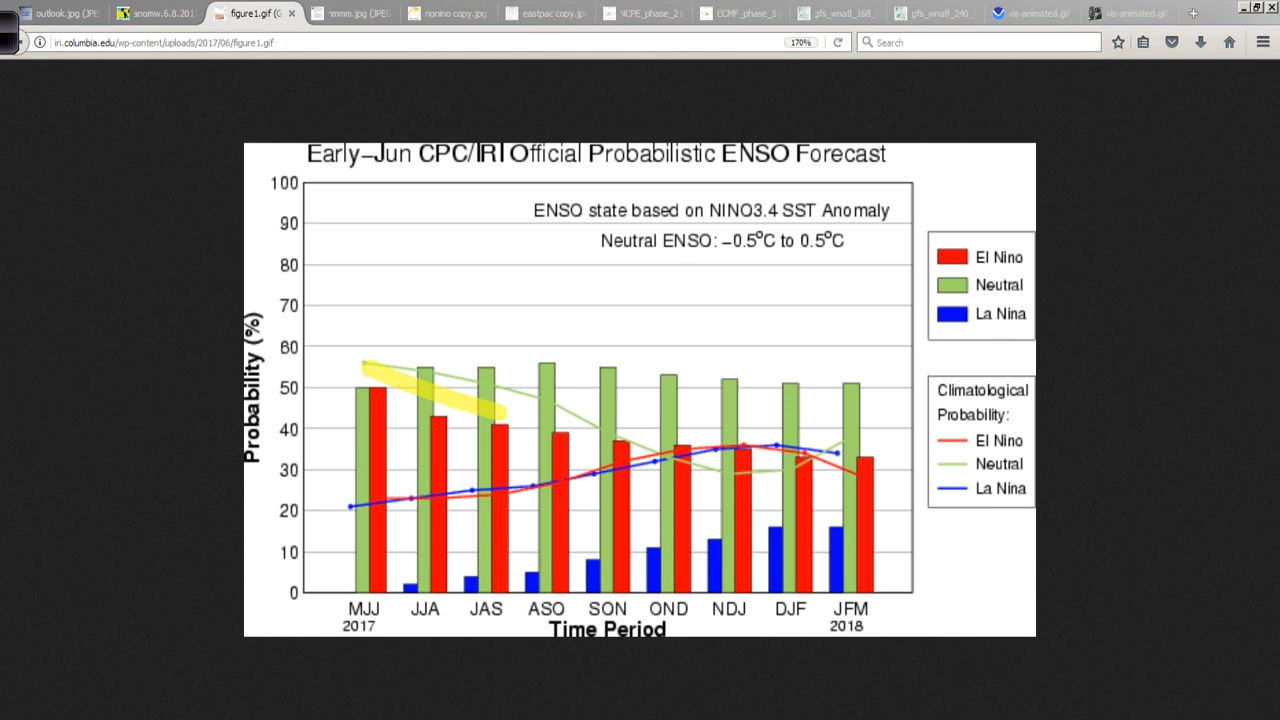 outlook.jpg (JPE
anomw.6.8.201
figure1.gif (G
hmmm.jpg (JPEG
nonino copy.jpg
eastpac copy.jp
NCPE_phase_2
ECMF_phase_5
gfs_wnatl_168_
gfs_wnatl_240_
vis-animated.gif
vis-animated.gif
iri.columbia.edu/wp-content/uploads/2017/06/figure1.gif
170%
Search
Early-Jun CPC/IRI Official Probabilistic ENSO Forecast
ENSO state based on NINO3.4 SST Anomaly
Neutral ENSO: -0.5°C to 0.5°C
Probability (%)
100
90
80
70
60
50
40
30
20
10
0
MJJ JJA JAS ASO SON OND NDJ DJF JFM
2017 2018
Time Period
El Nino
Neutral
La Nina
Climatological
Probability:
El Nino
Neutral
La Nina